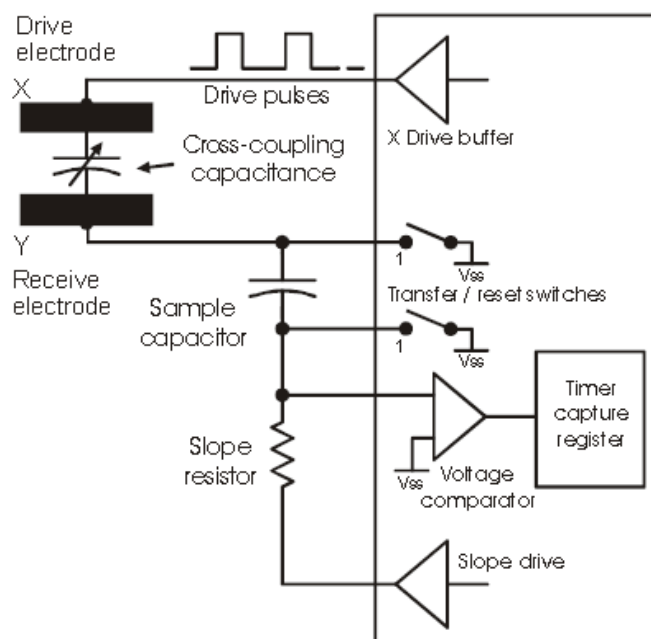 Drive
electrode
X
Drive pulses
X Drive buffer
Cross-coupling
capacitance
Y
Receive
electrode
1
Vss
Sample
capacitor
Transfer / reset switches
1
Vss
Timer
capture
register
Slope
resistor
Vss
Voltage
comparator
Slope drive